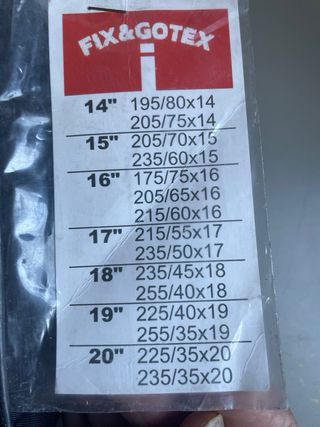 FIX&GOTEX
i
14" 195/80x14
205/75x14
15" 205/70x15
235/60x15
16" 175/75x16
205/65x16
215/60x16
17" 215/55x17
235/50x17
18" 235/45x18
255/40x18
19" 225/40x19
255/35x19
20" 225/35x20
235/35x20